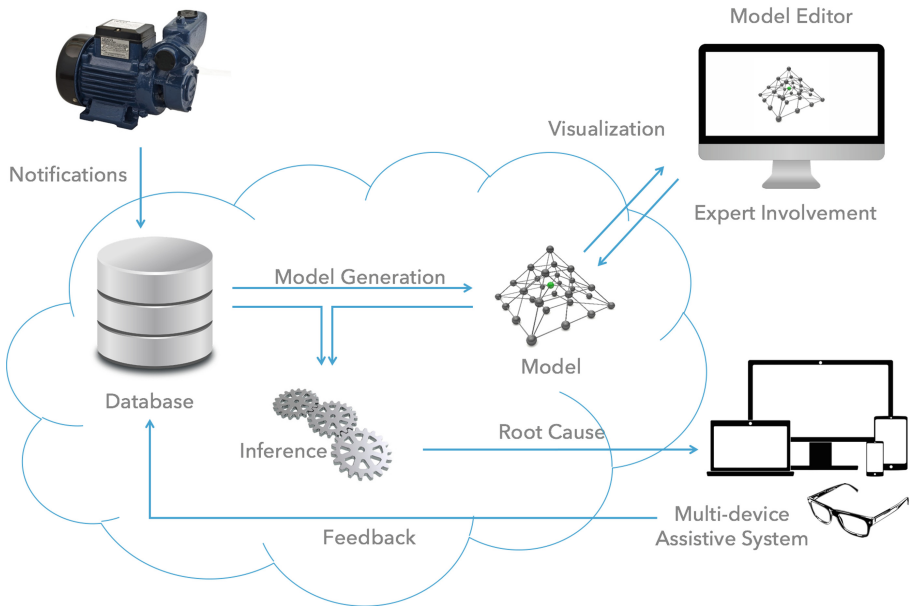 Model Editor
Visualization
Notifications
Expert Involvement
Model Generation
Model
Database
Root Cause
Inference
Multi-device
Assistive System
Feedback